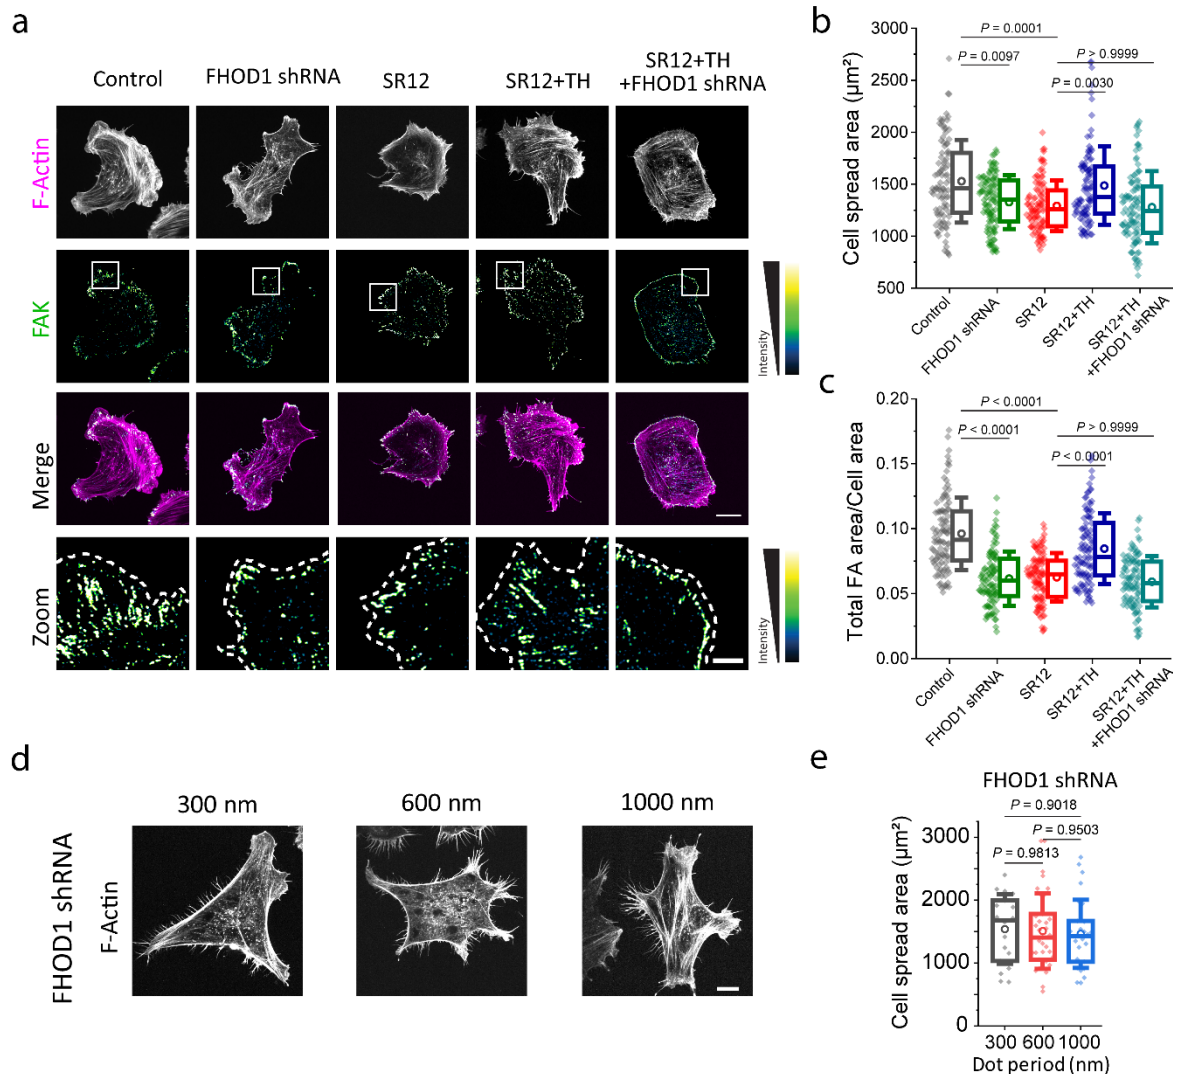 a
Control
FHOD1 shRNA
SR12
SR12+TH
SR12+TH
+FHOD1 shRNA
F-Actin
FAK
Intensity
Merge
Zoom
Intensity
b
Cell spread area (µm²)
3000
2500
2000
1500
1000
500
P = 0.0001
P = 0.0097
P > 0.9999
P = 0.0030
Control
FHOD1 shRNA
SR12
SR12+TH
SR12+TH
+FHOD1 shRNA
c
Total FA area/Cell area
0.20
0.15
0.10
0.05
0.00
P < 0.0001
P < 0.0001
P > 0.9999
P < 0.0001
Control
FHOD1 shRNA
SR12
SR12+TH
SR12+TH
+FHOD1 shRNA
d
300 nm
600 nm
1000 nm
FHOD1 shRNA
F-Actin
e
FHOD1 shRNA
Cell spread area (µm²)
3000
2000
1000
0
P = 0.9018
P = 0.9503
P = 0.9813
300 600 1000
Dot period (nm)